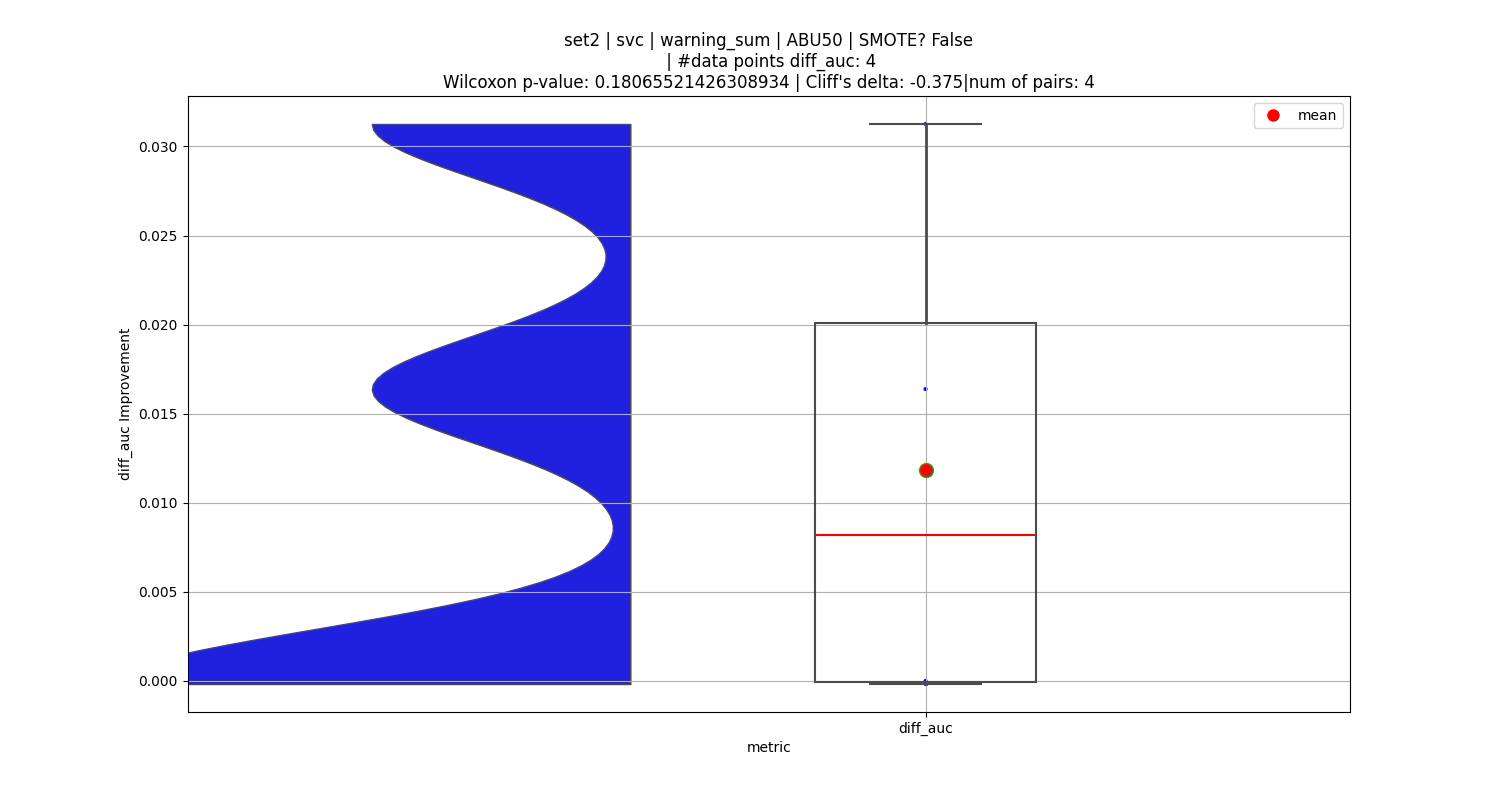 set2 | svc | warning_sum | ABU50 | SMOTE? False
| #data points diff_auc: 4
Wilcoxon p-value: 0.18065521426308934 | Cliff's delta: -0.375|num of pairs: 4
mean
0.030
0.025
0.020
0.015
0.010
0.005
0.000
diff_auc Improvement
diff_auc
metric